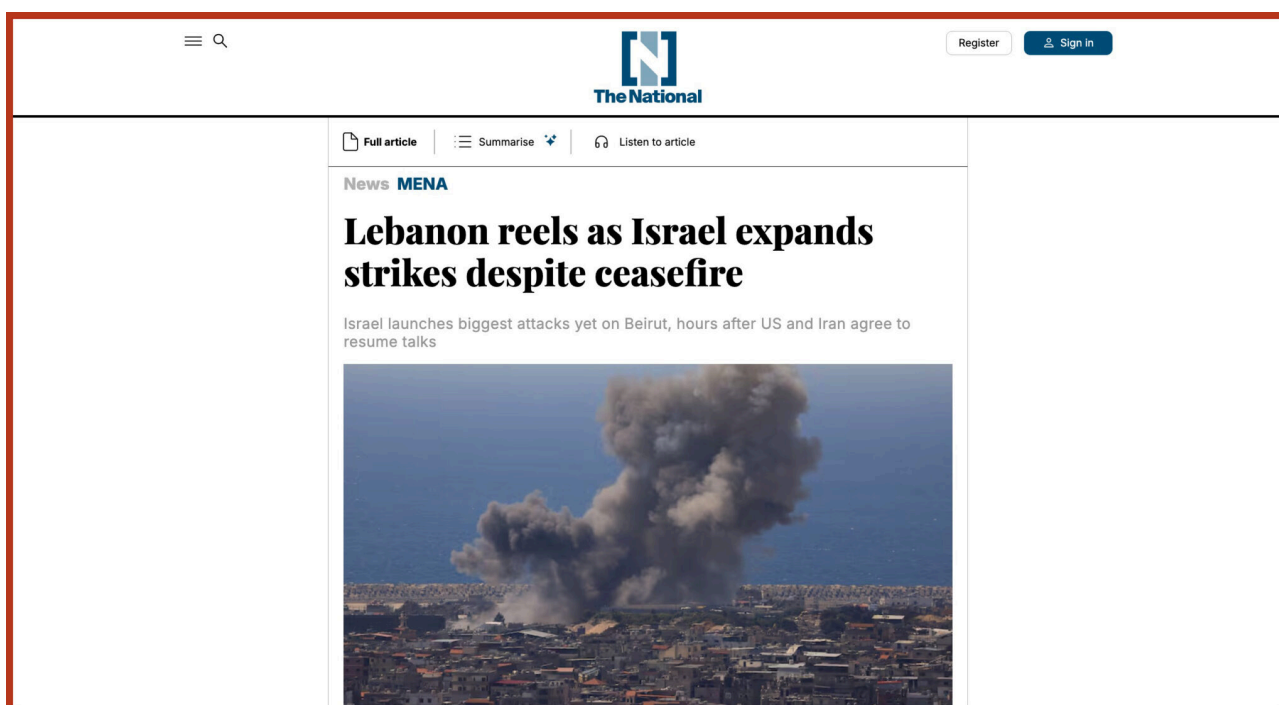 Register
Sign in
The National
Full article
Summarise
Listen to article
News MENA
Lebanon reels as Israel expands
strikes despite ceasefire
Israel launches biggest attacks yet on Beirut, hours after US and Iran agree to
resume talks